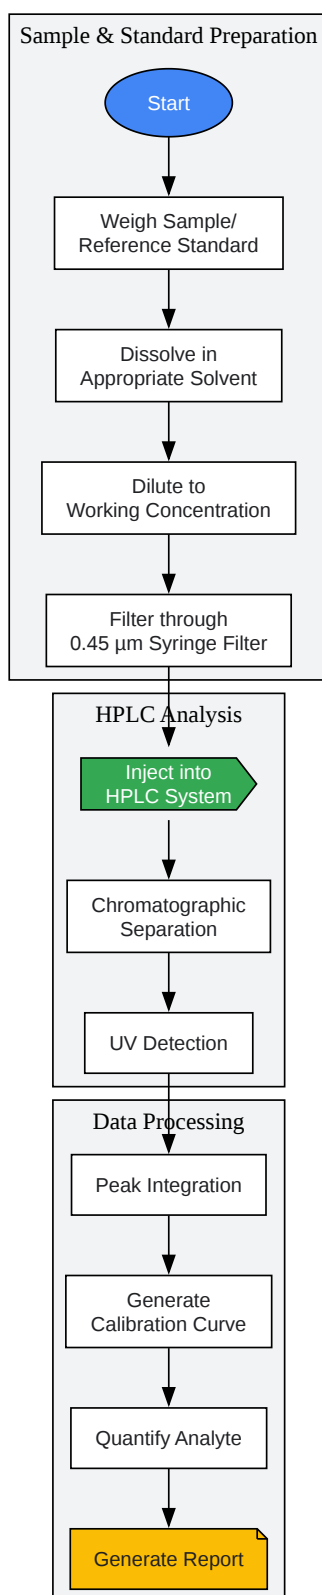 Sample & Standard Preparation
Start
Weigh Sample/
Reference Standard
Dissolve in
Appropriate Solvent
Dilute to
Working Concentration
Filter through
0.45 µm Syringe Filter
HPLC Analysis
Inject into
HPLC System
Chromatographic
Separation
UV Detection
Data Processing
Peak Integration
Generate
Calibration Curve
Quantify Analyte
Generate Report